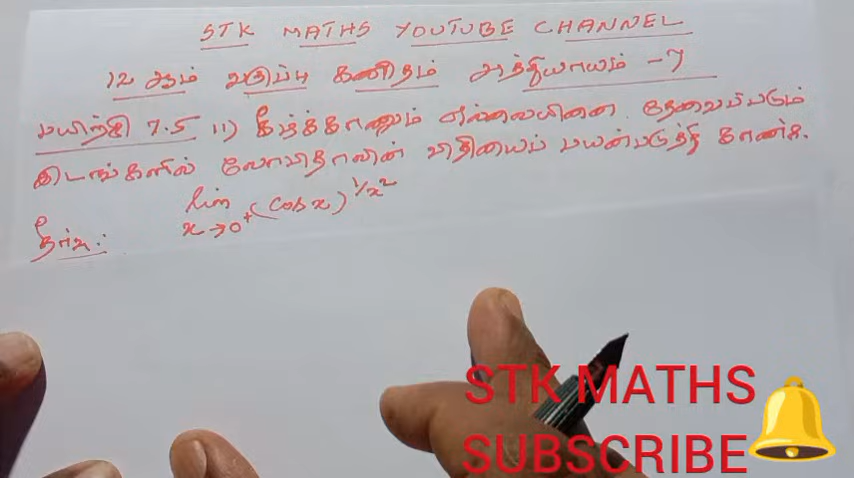 STK MATHS YOUTUBE CHANNEL
12 ஆம் வகுப்பு கணிதம் அத்தியாயம் -7
பயிற்சி 7.5 11) கீழ்க்காணும் எல்லையினை தேவைப்படும்
இடங்களில் லோபிதாலின் விதியைப் பயன்படுத்தி காண்க.
lim x→0⁺ (cos x)^1/x²
தீர்வு:
STK MATHS
SUBSCRIBE